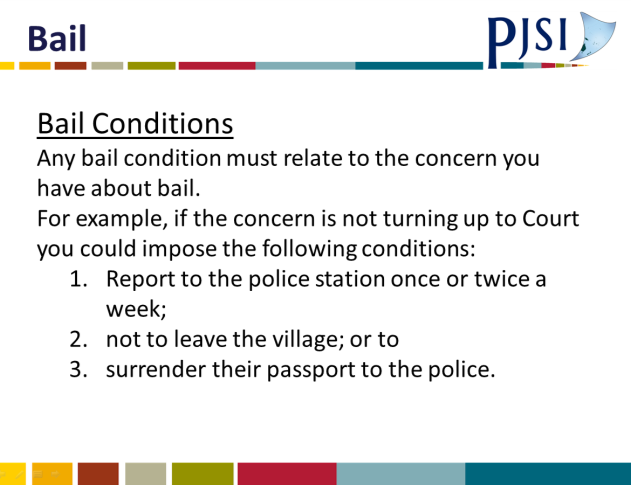 Bail
PJSI
Bail Conditions
Any bail condition must relate to the concern you
have about bail.
For example, if the concern is not turning up to Court
you could impose the following conditions:
1. Report to the police station once or twice a
week;
2. not to leave the village; or to
3. surrender their passport to the police.